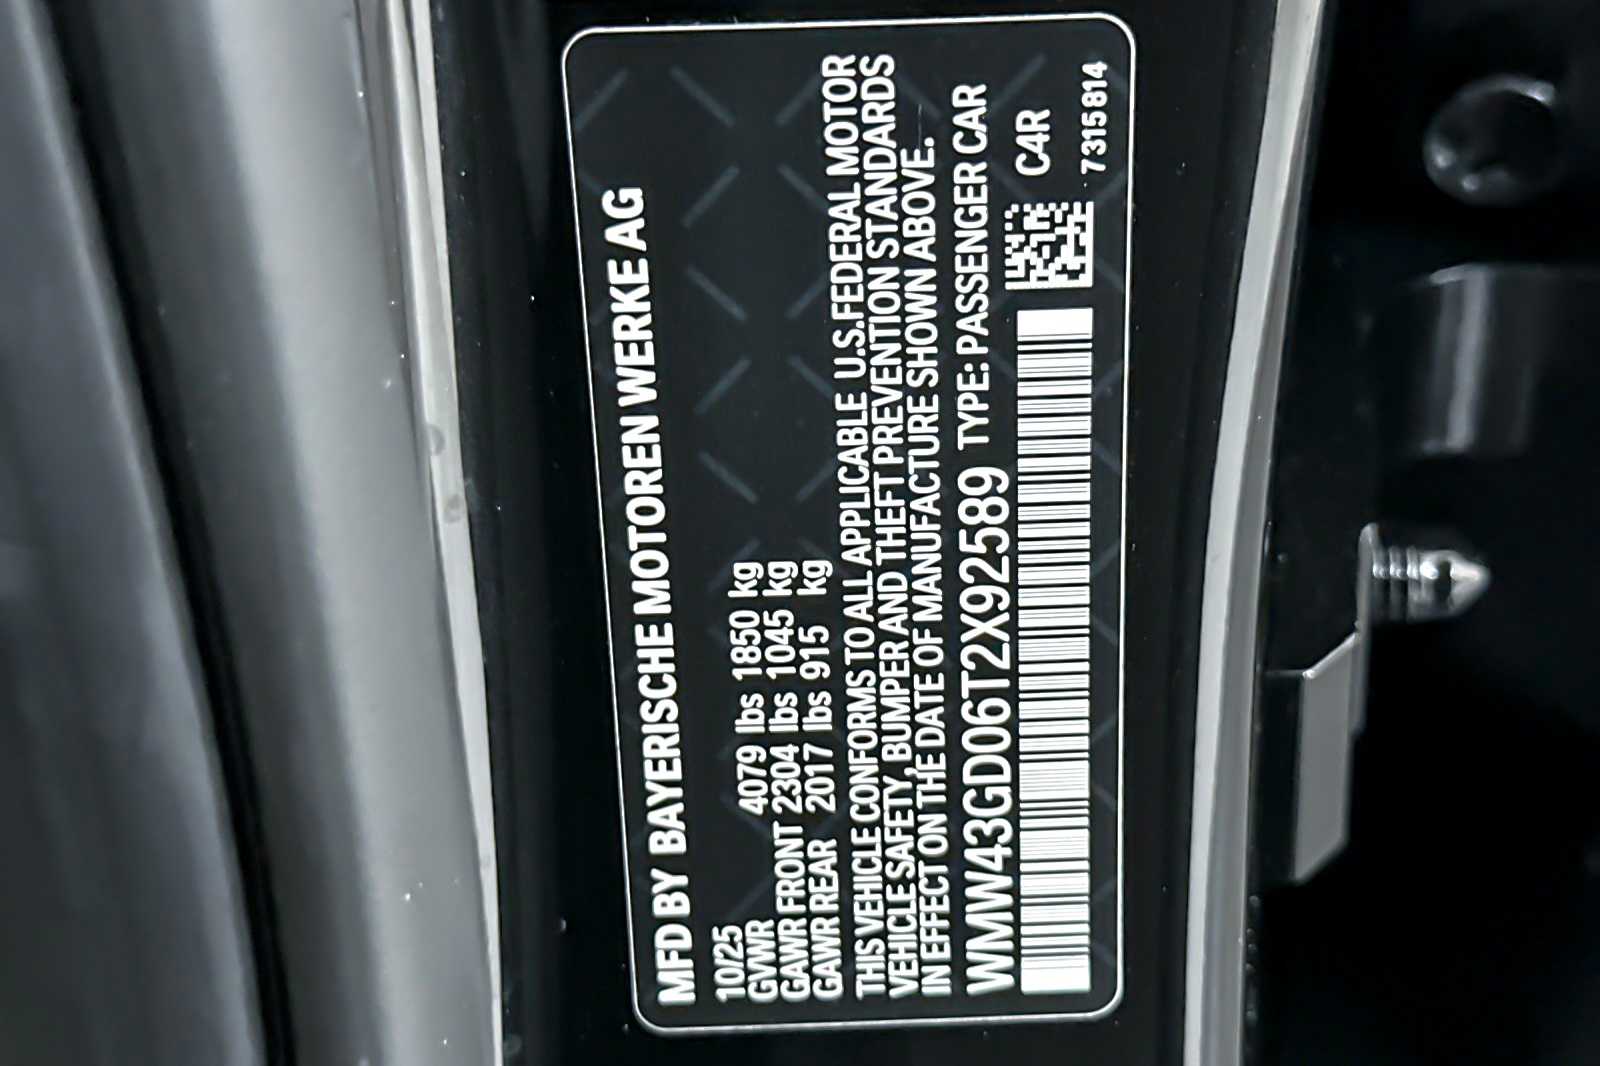 MFD BY BAYERISCHE MOTOREN WERKE AG
10/25
GVWR 4079 lbs 1850 kg
GAWR FRONT 2304 lbs 1045 kg
GAWR REAR 2017 lbs 915 kg
THIS VEHICLE CONFORMS TO ALL APPLICABLE U.S.FEDERAL MOTOR
VEHICLE SAFETY, BUMPER AND THEFT PREVENTION STANDARDS
IN EFFECT ON THE DATE OF MANUFACTURE SHOWN ABOVE.
WMW43GD06T2X92589 TYPE: PASSENGER CAR
C4R
7315814